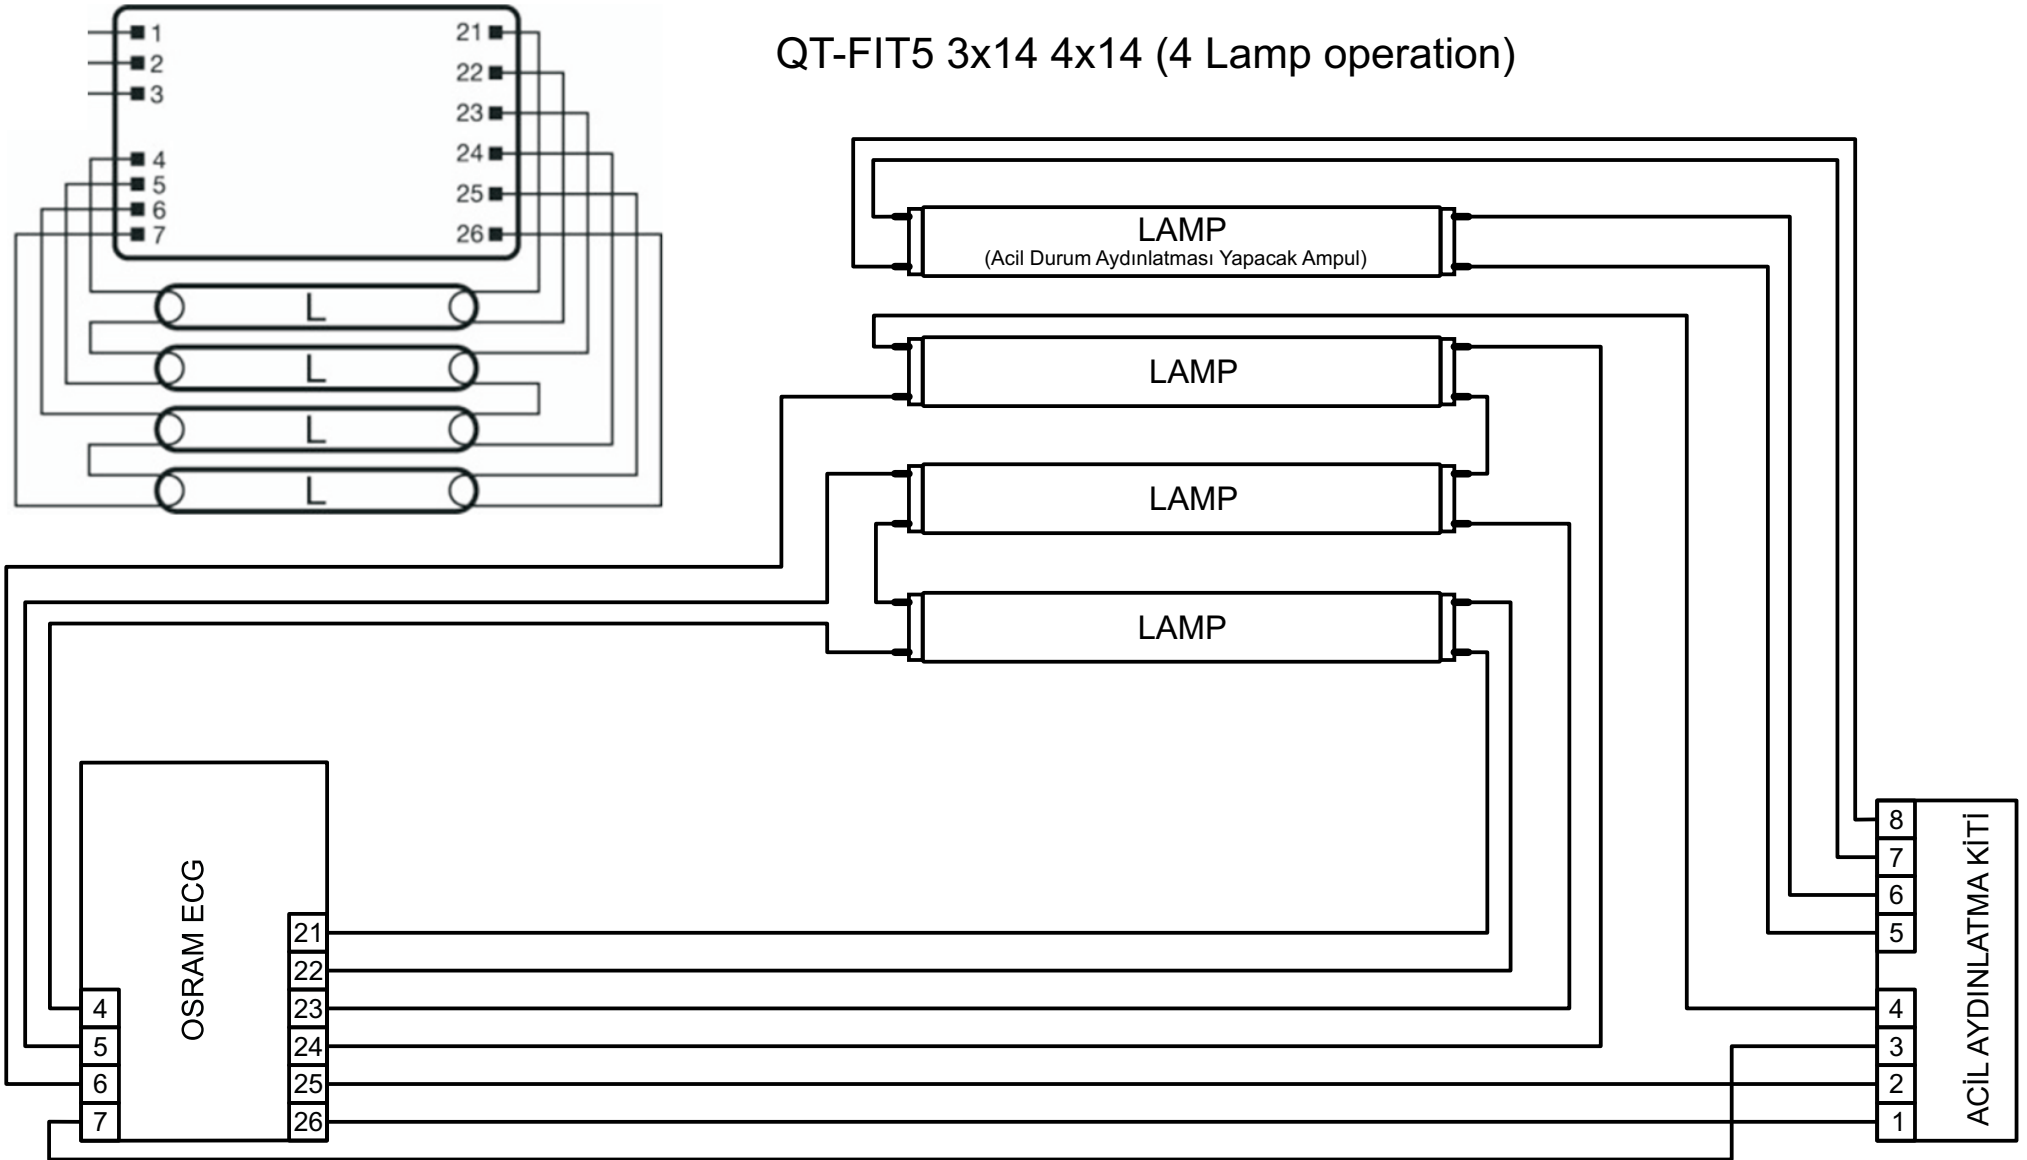 QT-FIT5 3x14 4x14 (4 Lamp operation)
1
2
3
4
5
6
7
21
22
23
24
25
26
L
L
L
L
LAMP
(Acil Durum Aydınlatması Yapacak Ampul)
LAMP
LAMP
LAMP
OSRAM ECG
4
5
6
7
21
22
23
24
25
26
8
7
6
5
4
3
2
1
ACİL AYDINLATMA KİTİ